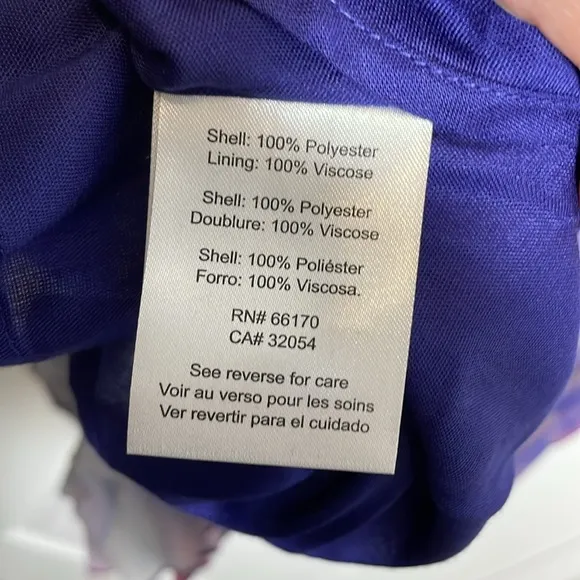 Shell: 100% Polyester
Lining: 100% Viscose
Shell: 100% Polyester
Doublure: 100% Viscose
Shell: 100% Poliéster
Forro: 100% Viscosa.
RN# 66170
CA# 32054
See reverse for care
Voir au verso pour les soins
Ver revertir para el cuidado